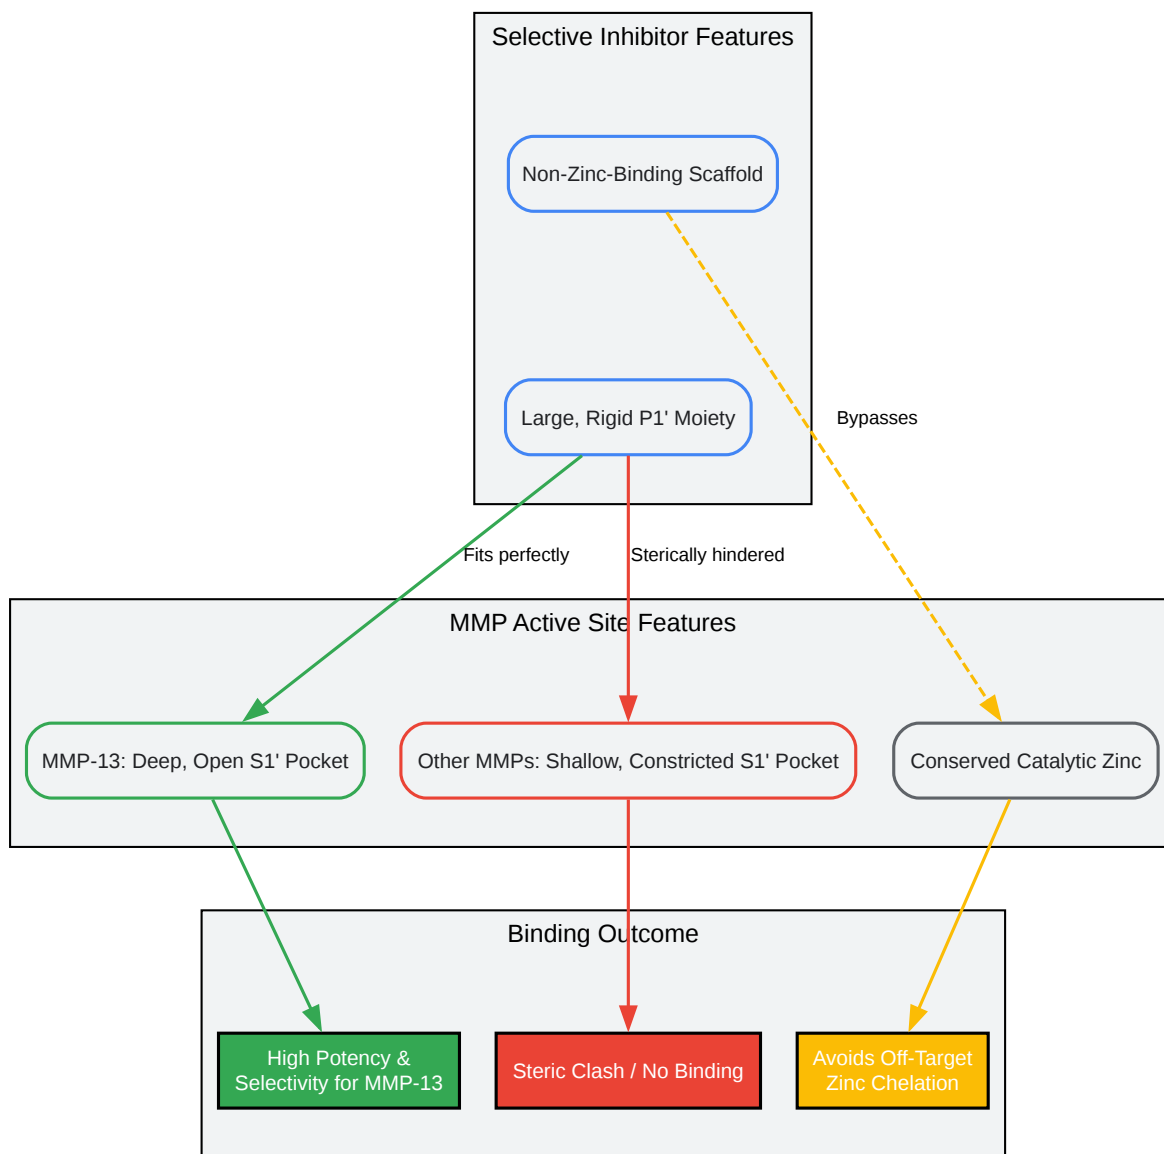 Selective Inhibitor Features
Non-Zinc-Binding Scaffold
Large, Rigid P1' Moiety
Bypasses
Fits perfectly
Sterically hindered
MMP Active Site Features
MMP-13: Deep, Open S1' Pocket
Other MMPs: Shallow, Constricted S1' Pocket
Conserved Catalytic Zinc
Binding Outcome
High Potency &
Selectivity for MMP-13
Steric Clash / No Binding
Avoids Off-Target
Zinc Chelation